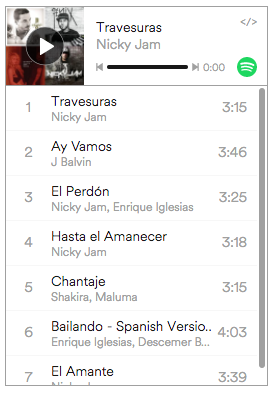 Travesuras
Nicky Jam
</>
0:00
1 Travesuras 3:15
Nicky Jam
2 Ay Vamos 3:46
J Balvin
3 El Perdón 3:25
Nicky Jam, Enrique Iglesias
4 Hasta el Amanecer 3:18
Nicky Jam
5 Chantaje 3:15
Shakira, Maluma
6 Bailando - Spanish Versio.. 4:03
Enrique Iglesias, Descemer B...
7 El Amante 3:39